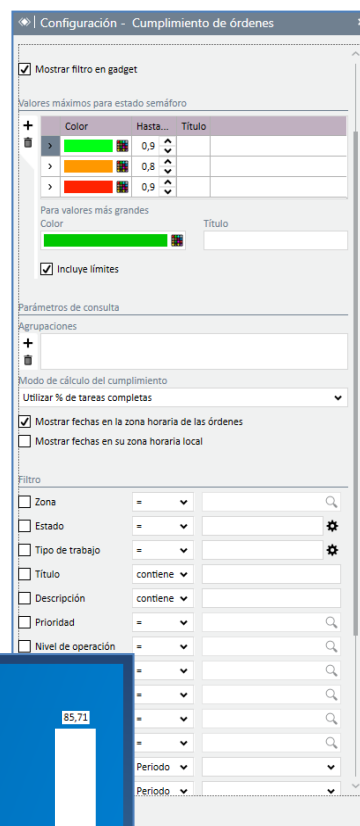 Configuración - Cumplimiento de órdenes
Mostrar filtro en gadget
Valores máximos para estado semáforo
Color Hasta... Título
0,9
0,8
0,9
Para valores más grandes
Color Título
Incluye límites
Parámetros de consulta
Agrupaciones
Modo de cálculo del cumplimiento
Utilizar % de tareas completas
Mostrar fechas en la zona horaria de las órdenes
Mostrar fechas en su zona horaria local
Filtro
Zona =
Estado =
Tipo de trabajo =
Título contiene
Descripción contiene
Prioridad =
Nivel de operación =
=
=
=
=
Periodo
Periodo
85,71